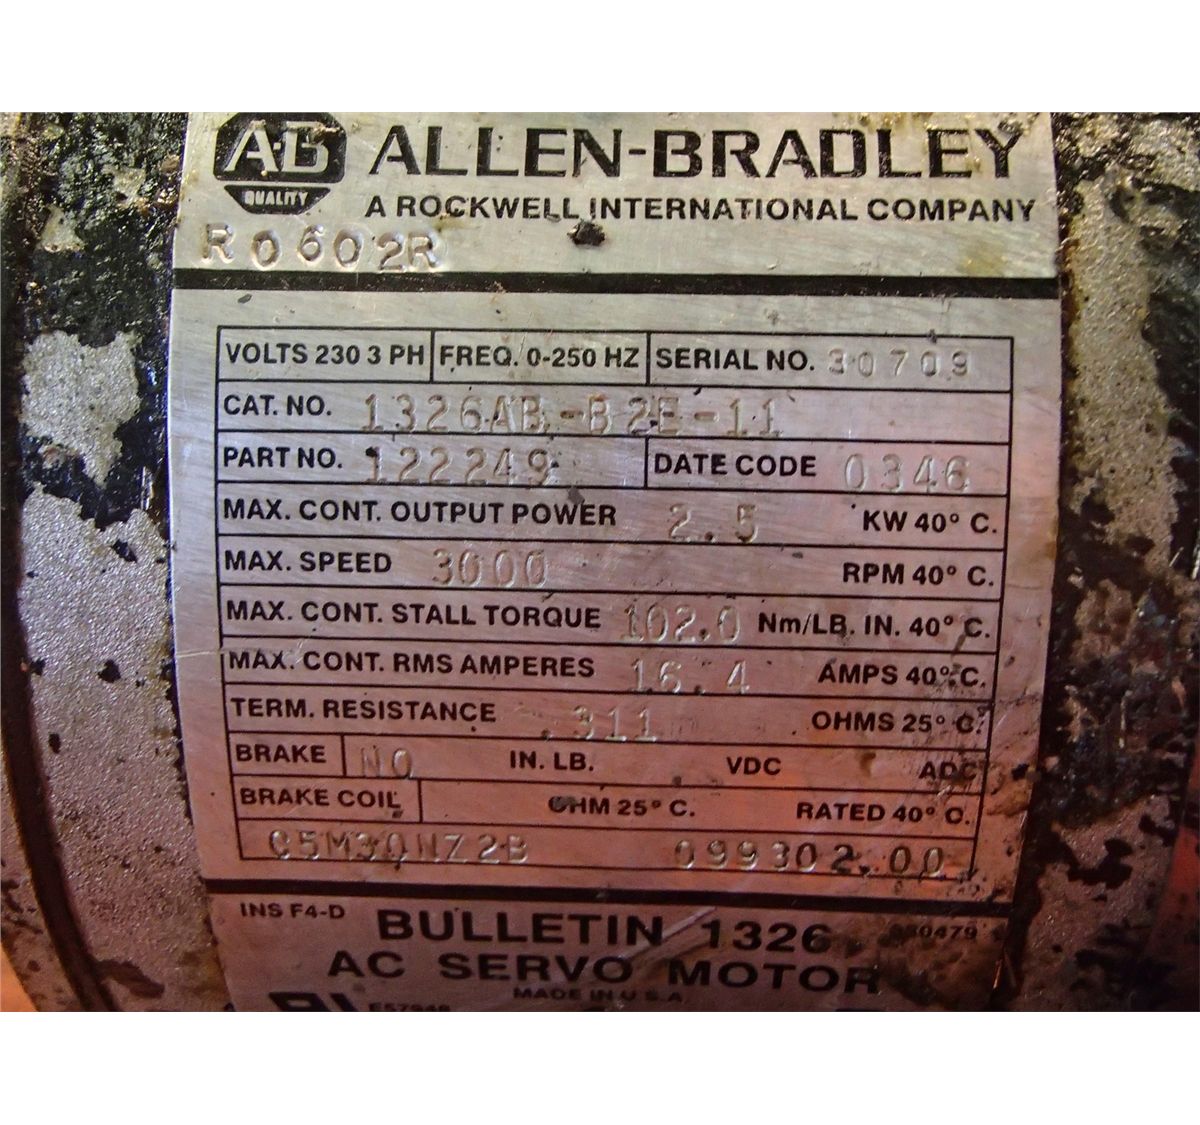 A·B ALLEN-BRADLEY
QUALITY A ROCKWELL INTERNATIONAL COMPANY
R0602R
VOLTS 230 3 PH FREQ. 0-250 HZ SERIAL NO. 30709
CAT. NO. 1326AB-B2E-11
PART NO. 122249 DATE CODE 0346
MAX. CONT. OUTPUT POWER 2.5 KW 40° C.
MAX. SPEED 3000 RPM 40° C.
MAX. CONT. STALL TORQUE 102.0 Nm/LB. IN. 40° C.
MAX. CONT. RMS AMPERES 16.4 AMPS 40° C.
TERM. RESISTANCE .311 OHMS 25° C.
BRAKE NO IN. LB. VDC ADC
BRAKE COIL OHM 25° C. RATED 40° C.
099302.00
INS F4-D BULLETIN 1326
AC SERVO MOTOR
MADE IN U.S.A.